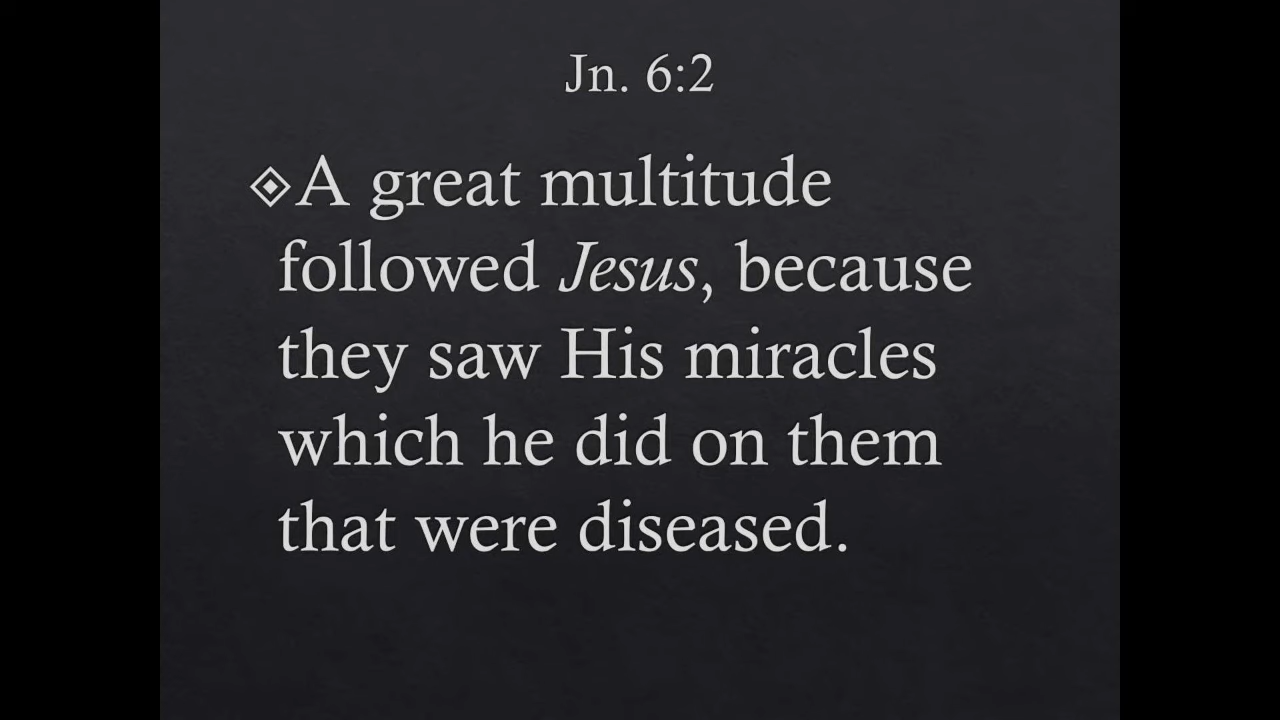 Jn. 6:2
A great multitude
followed Jesus, because
they saw His miracles
which he did on them
that were diseased.